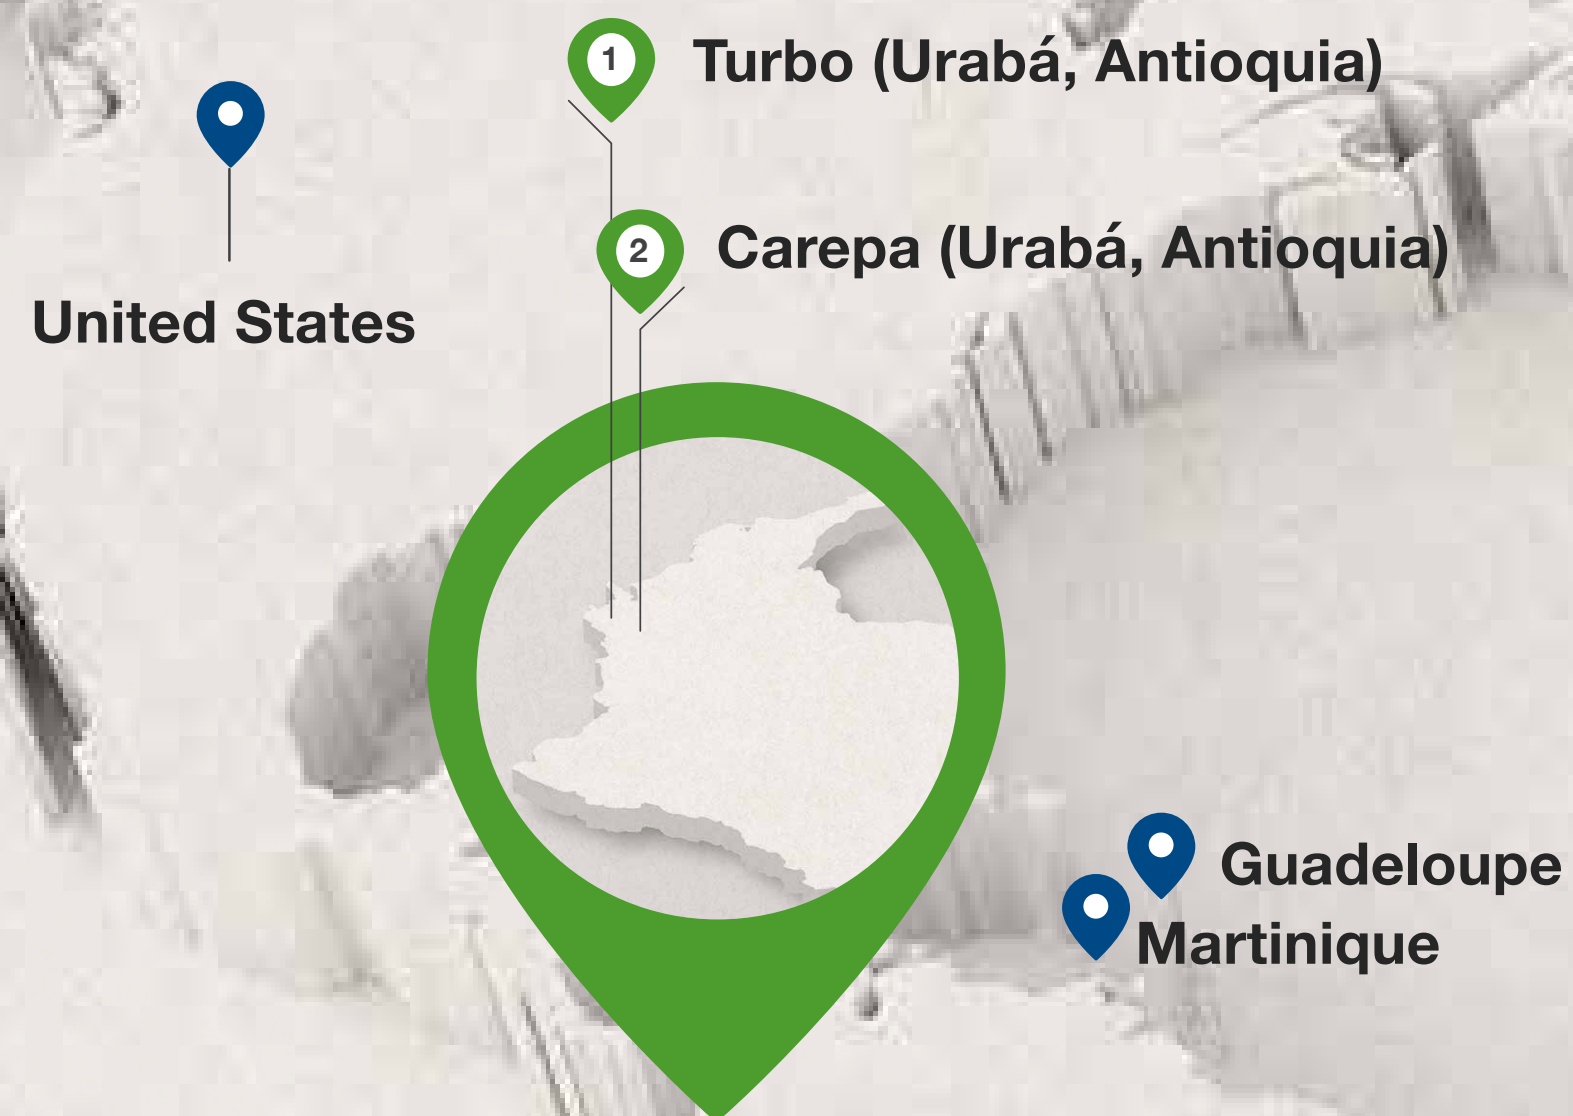 1
Turbo (Urabá, Antioquia)
2
Carepa (Urabá, Antioquia)
United States
Guadeloupe
Martinique